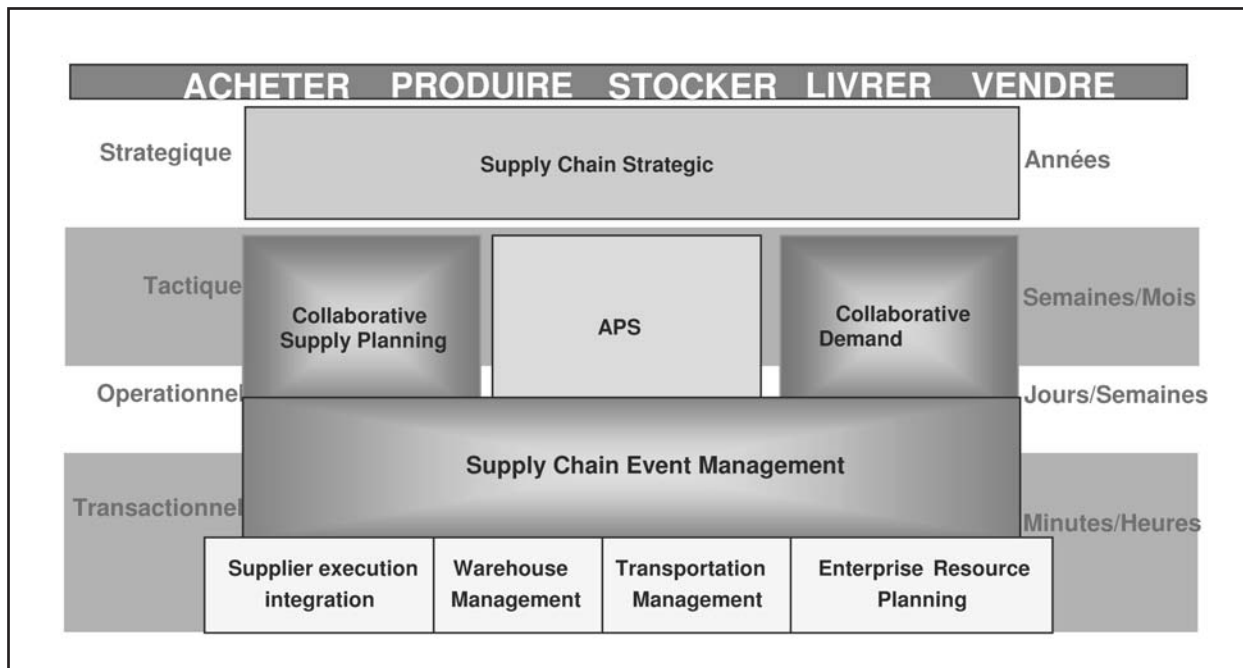 ACHETER PRODUIRE STOCKER LIVRER VENDRE
Strategique
Supply Chain Strategic
Années
Tactique
Collaborative
Supply Planning
APS
Collaborative
Demand
Semaines/Mois
Operationnel
Jours/Semaines
Supply Chain Event Management
Transactionnel
Minutes/Heures
Supplier execution
integration
Warehouse
Management
Transportation
Management
Enterprise Resource
Planning